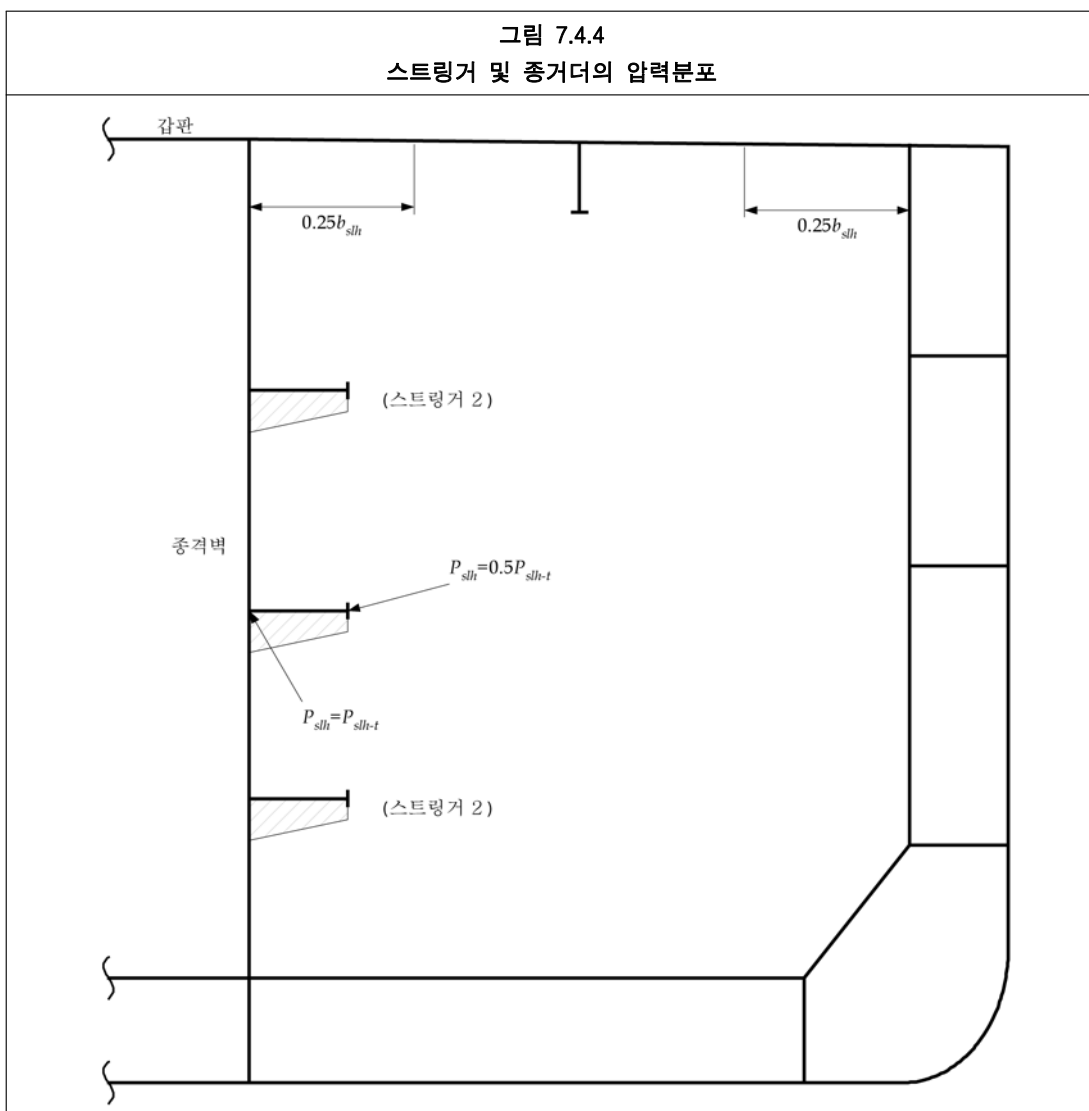 그림 7.4.4
스트링거 및 종거더의 압력분포
갑판
0.25b_slh
0.25b_slh
(스트링거 2)
종격벽
P_slh=0.5P_slh-t
P_slh=P_slh-t
(스트링거 2)